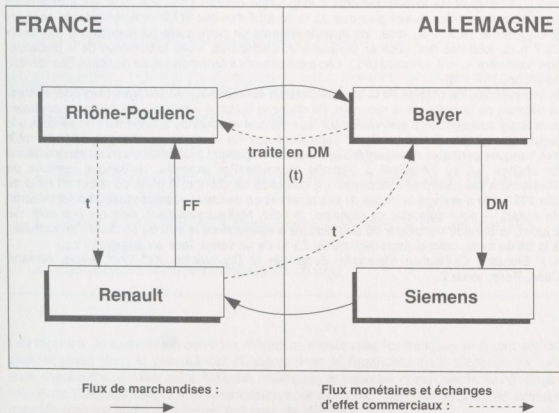 FRANCE
ALLEMAGNE
Rhône-Poulenc
Bayer
traite en DM
(t)
t
FF
t
DM
Renault
Siemens
Flux de marchandises :
Flux monétaires et échanges
d'effet commerciaux :